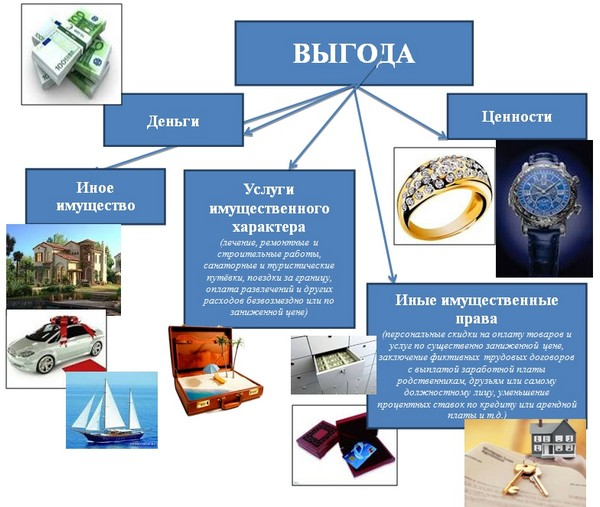 ВЫГОДА
Деньги
Ценности
Иное
имущество
Услуги
имущественного
характера
(лечение, ремонтные и
строительные работы,
санаторные и туристические
путёвки, поездки за границу,
оплата развлечений и других
расходов безвозмездно или по
заниженной цене)
Иные имущественные
права
(персональные скидки на оплату товаров и
услуг по существенно заниженной цене,
заключение фиктивных трудовых договоров
с выплатой заработной платы
родственникам, друзьям или самому
должностному лицу, уменьшение
процентных ставок по кредиту или арендной
платы и т.д.)
100